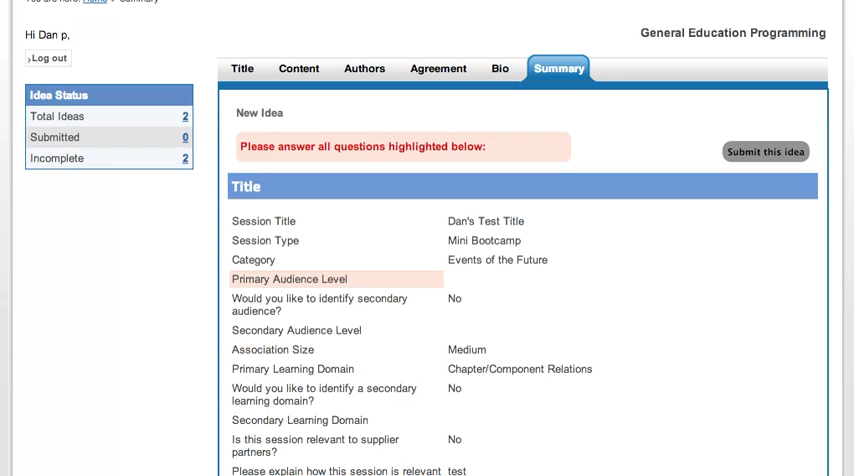 You are here: Home > Summary
Hi Dan p,
›Log out
General Education Programming
Title Content Authors Agreement Bio Summary
Idea Status
Total Ideas 2
Submitted 0
Incomplete 2
New Idea
Please answer all questions highlighted below:
Submit this idea
Title
Session Title Dan's Test Title
Session Type Mini Bootcamp
Category Events of the Future
Primary Audience Level
Would you like to identify secondary No
audience?
Secondary Audience Level
Association Size Medium
Primary Learning Domain Chapter/Component Relations
Would you like to identify a secondary No
learning domain?
Secondary Learning Domain
Is this session relevant to supplier No
partners?
Please explain how this session is relevant test